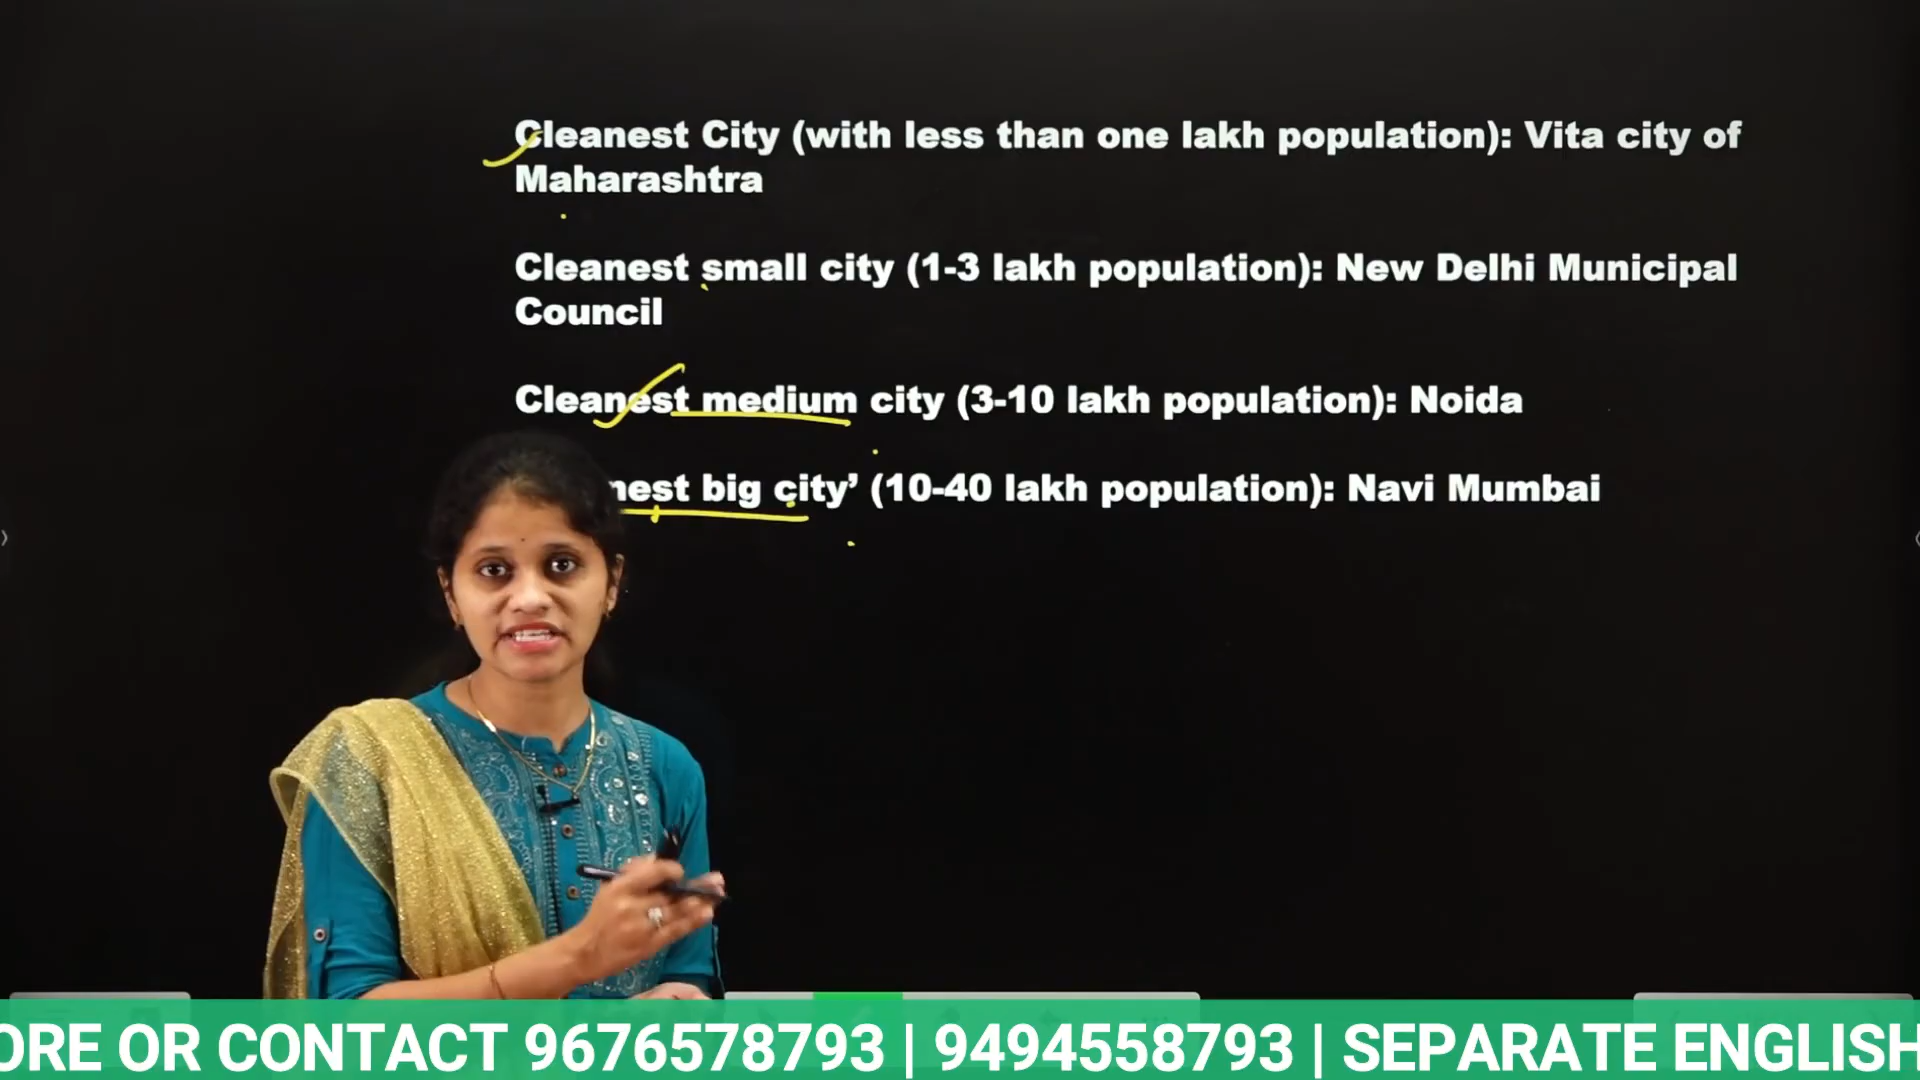 Cleanest City (with less than one lakh population): Vita city of
Maharashtra
Cleanest small city (1-3 lakh population): New Delhi Municipal
Council
Cleanest medium city (3-10 lakh population): Noida
nest big city’ (10-40 lakh population): Navi Mumbai
ORE OR CONTACT 9676578793 | 9494558793 | SEPARATE ENGLISH